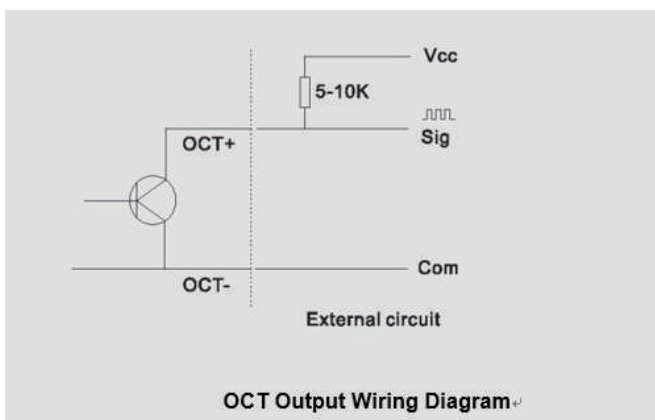 Vcc
5-10K
OCT+
Sig
OCT-
Com
External circuit
OCT Output Wiring Diagram↵